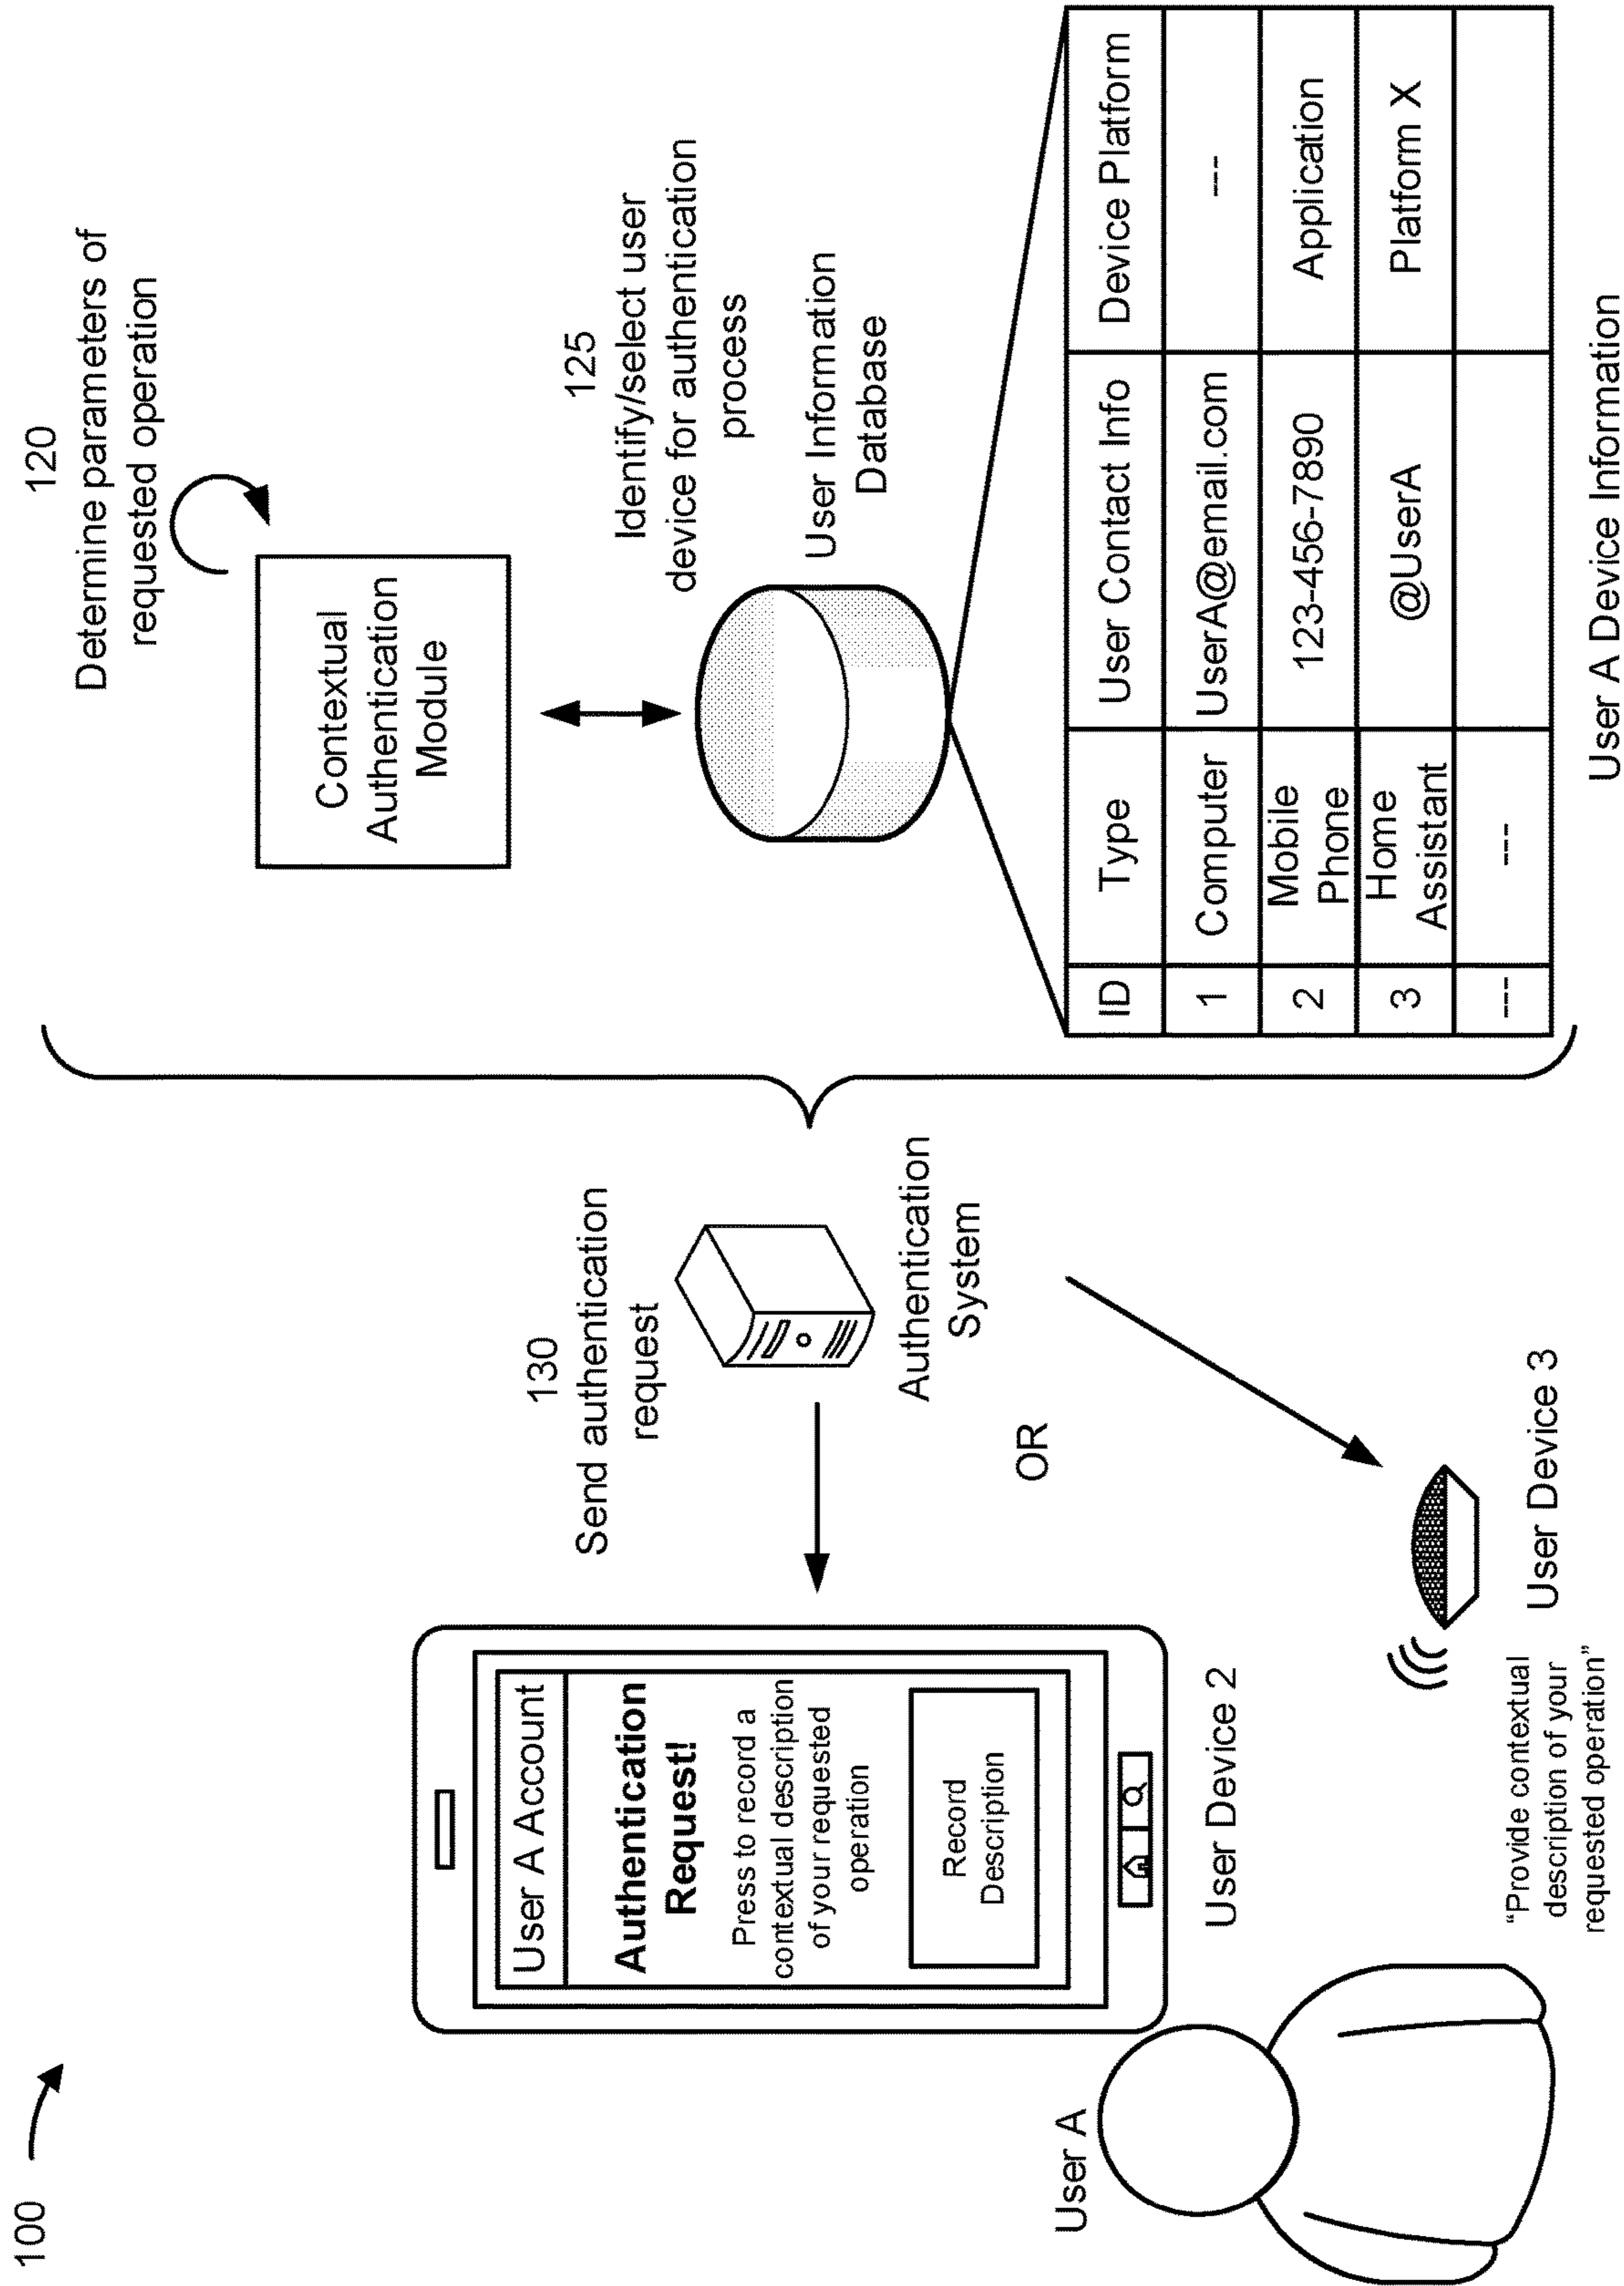 100
120
Determine parameters of
requested operation
Contextual
Authentication
Module
125
Identify/select user
device for authentication
process
User Information
Database
130
Send authentication
request
Authentication
System
OR
User A Account
Authentication
Request!
Press to record a
contextual description
of your requested
operation
Record
Description
User Device 2
User A
User Device 3
“Provide contextual
description of your
requested operation”
ID Type User Contact Info Device Platform
1 Computer UserA@email.com ---
2 Mobile 123-456-7890 Application
Phone
3 Home @UserA Platform X
Assistant
--- ---
User A Device Information